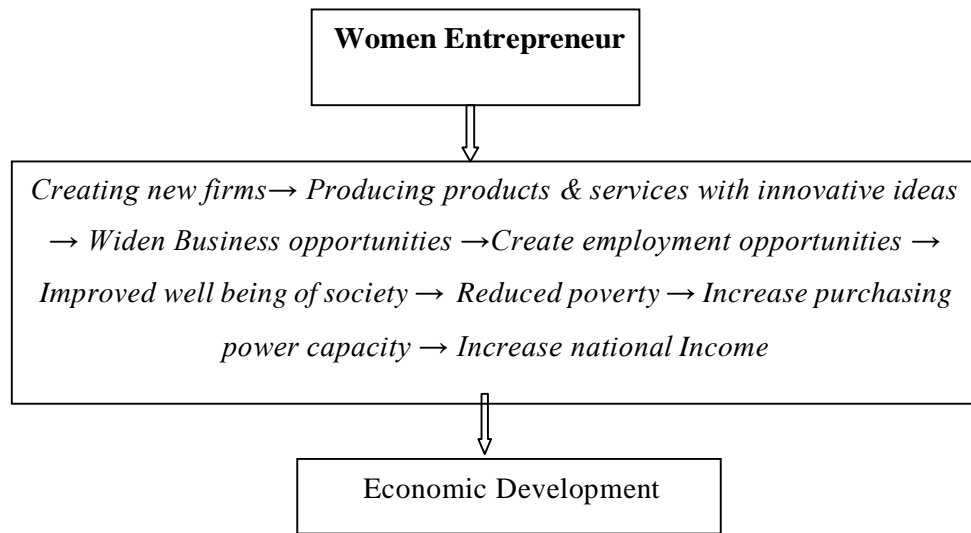 Women Entrepreneur
Creating new firms→ Producing products & services with innovative ideas
→ Widen Business opportunities →Create employment opportunities →
Improved well being of society → Reduced poverty → Increase purchasing
power capacity → Increase national Income
Economic Development